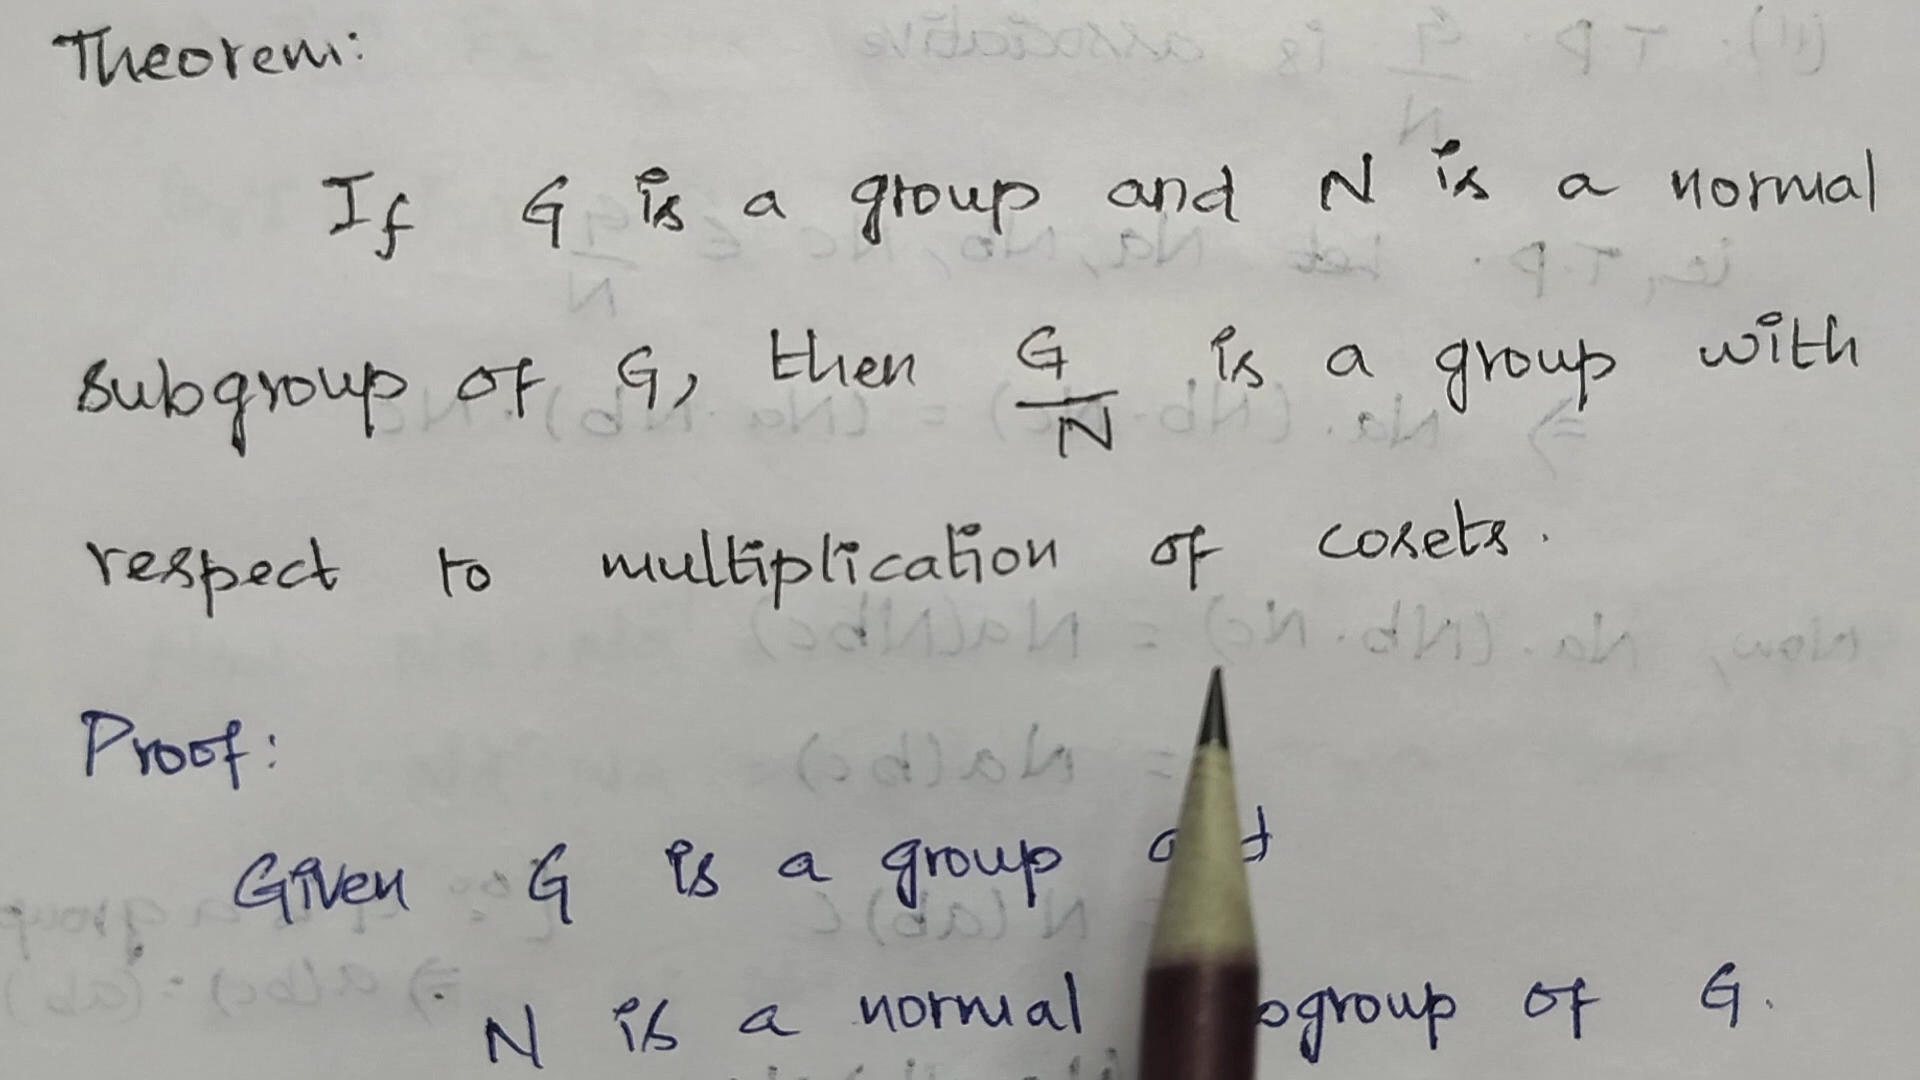 Theorem:
If G is a group and N is a normal
subgroup of G, then G/N is a group with
respect to multiplication of cosets.
Proof:
Given G is a group
N is a normal of G.